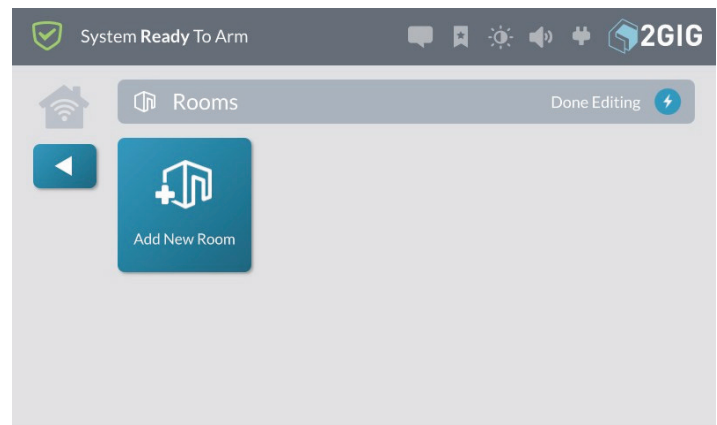 System Ready To Arm
2GIG
Rooms
Done Editing
Add New Room